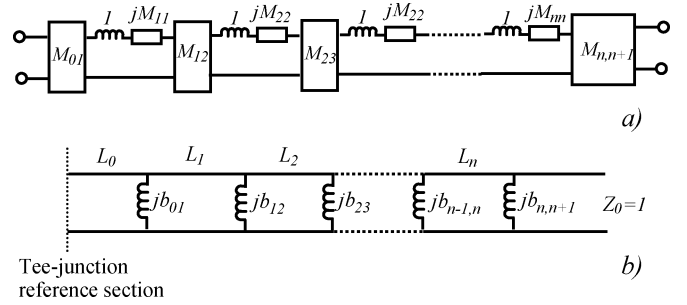 1 jM11 1 jM22 1 jM22 1 jMnn
M01 M12 M23 Mn,n+1
a)
L0 L1 L2 Ln
jb01 jb12 jb23 jbn-1,n jbn,n+1 Z0=1
b)
Tee-junction
reference section